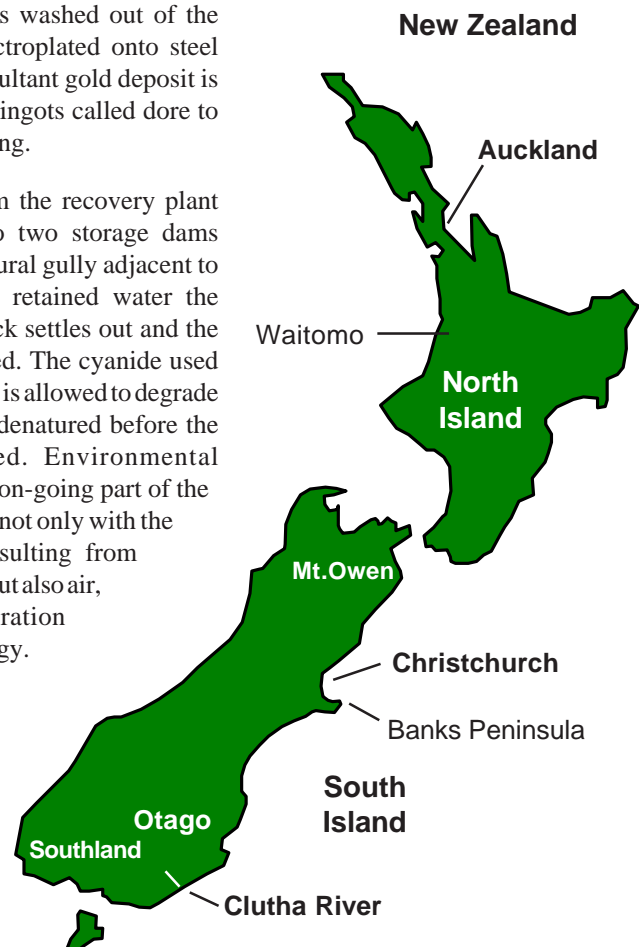 s washed out of the
ctroplated onto steel
ultant gold deposit is
ingots called dore to
ng.
n the recovery plant
o two storage dams
ural gully adjacent to
retained water the
ck settles out and the
ed. The cyanide used
is allowed to degrade
denatured before the
ed. Environmental
on-going part of the
not only with the
sulting from
ut also air,
ration
gy.
New Zealand
Auckland
Waitomo
North
Island
Mt.Owen
Christchurch
Banks Peninsula
South
Island
Otago
Southland
Clutha River